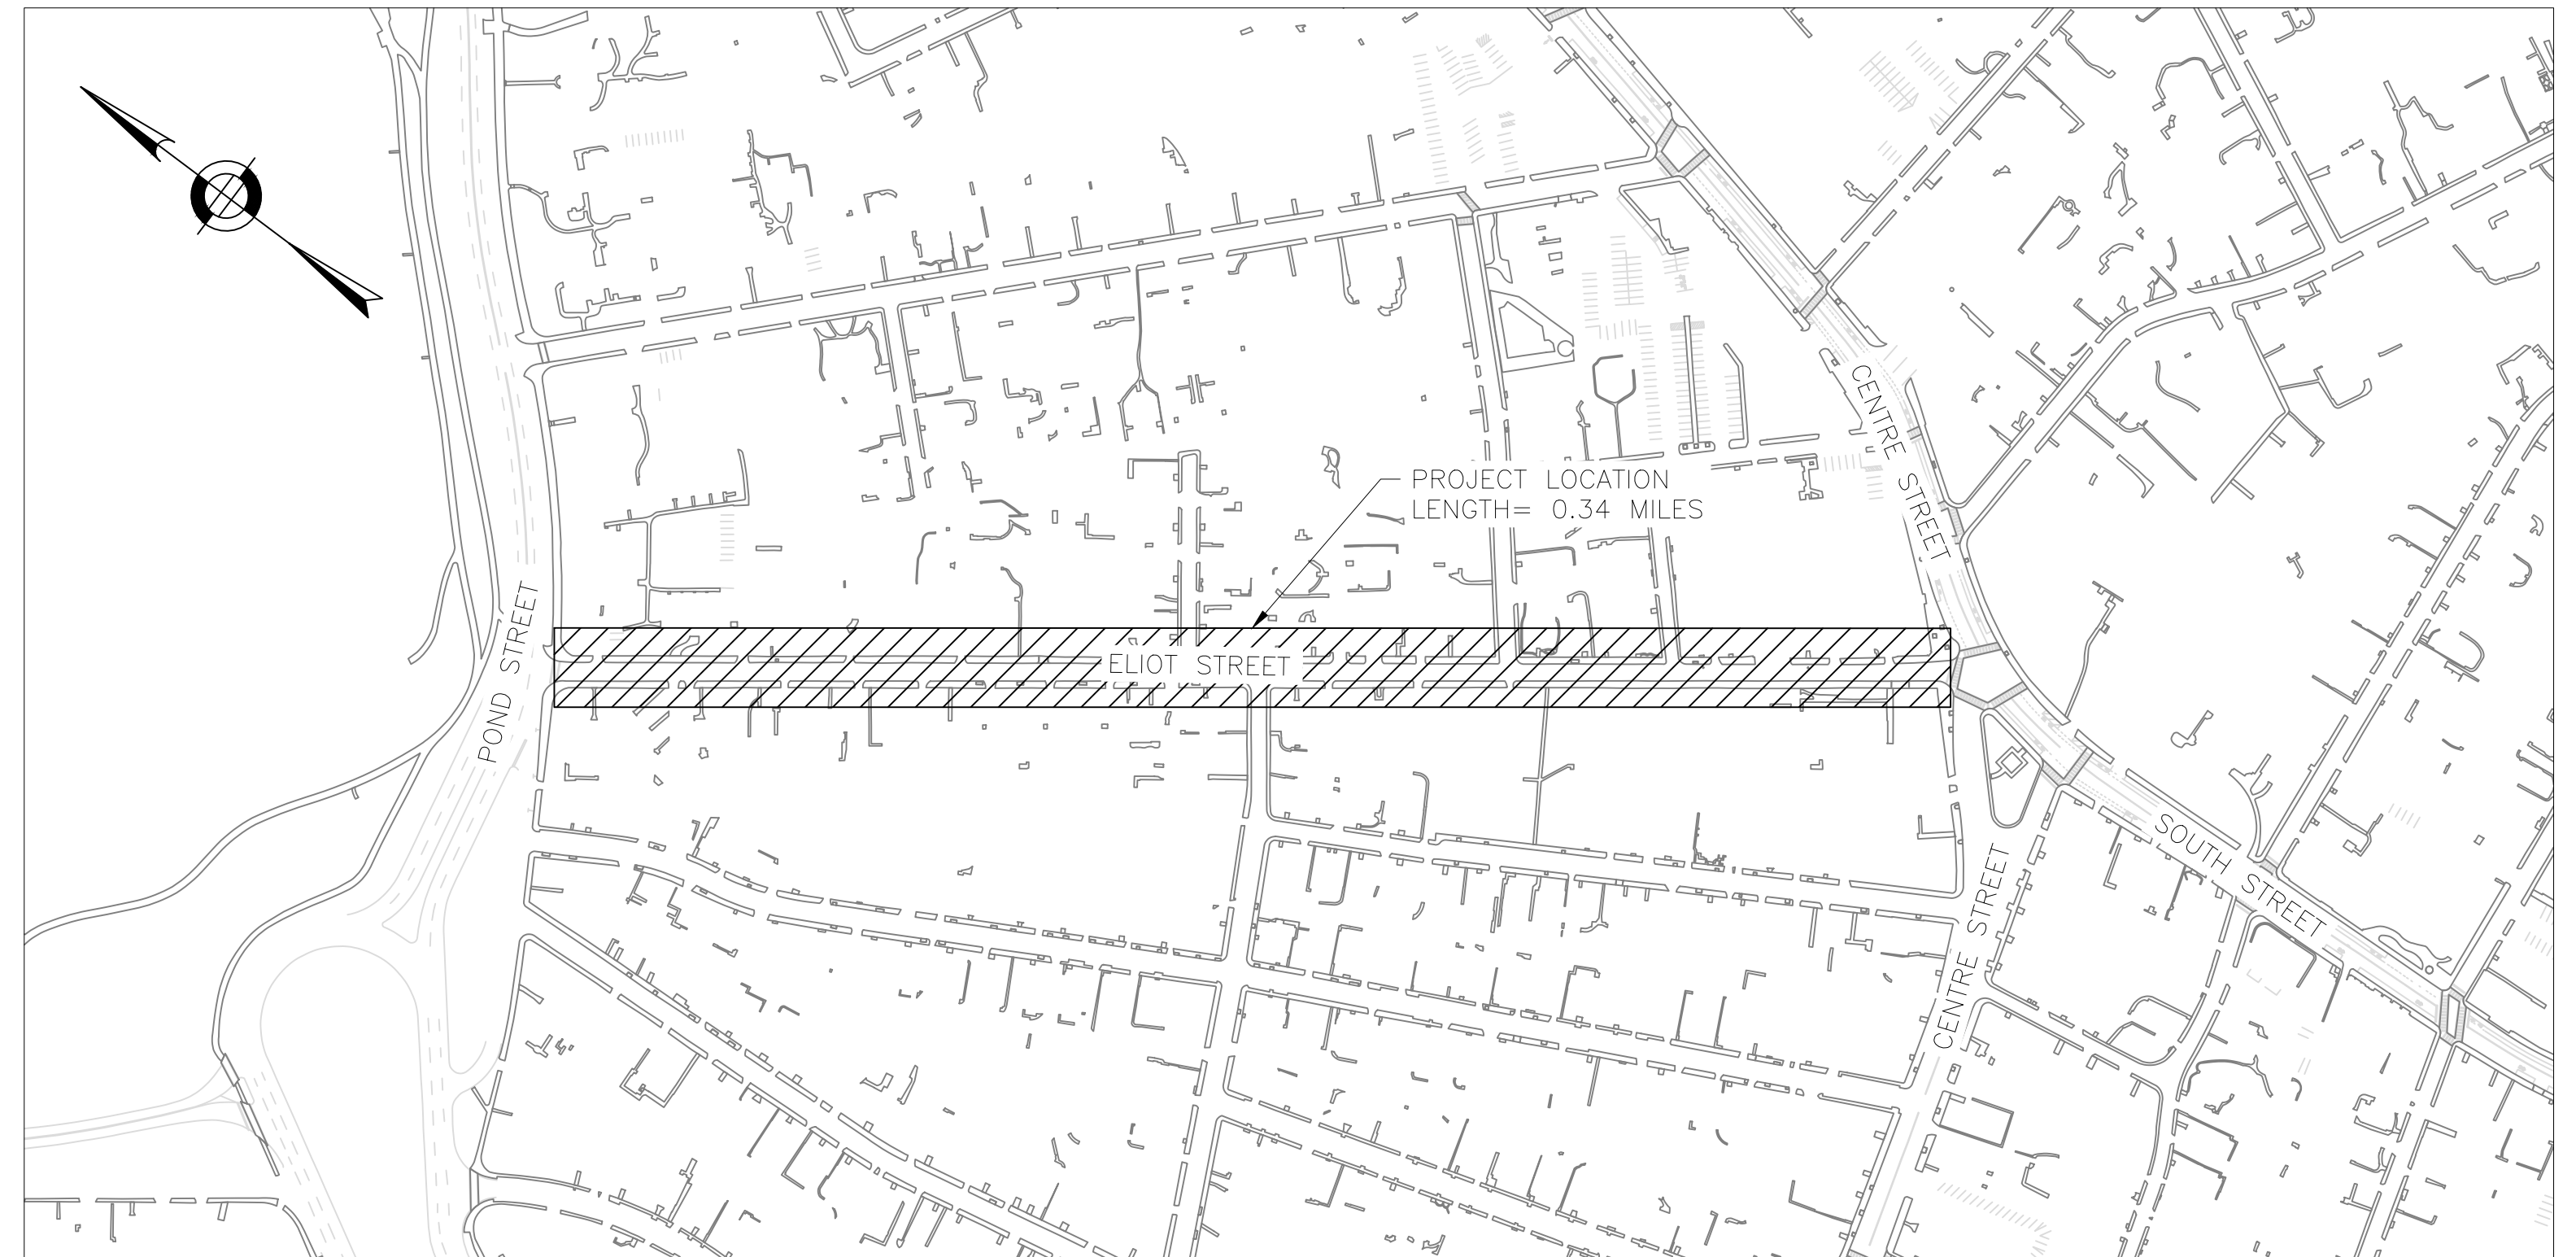 CENTRE STREET
PROJECT LOCATION
LENGTH= 0.34 MILES
POND STREET
ELIOT STREET
SOUTH STREET
CENTRE STREET